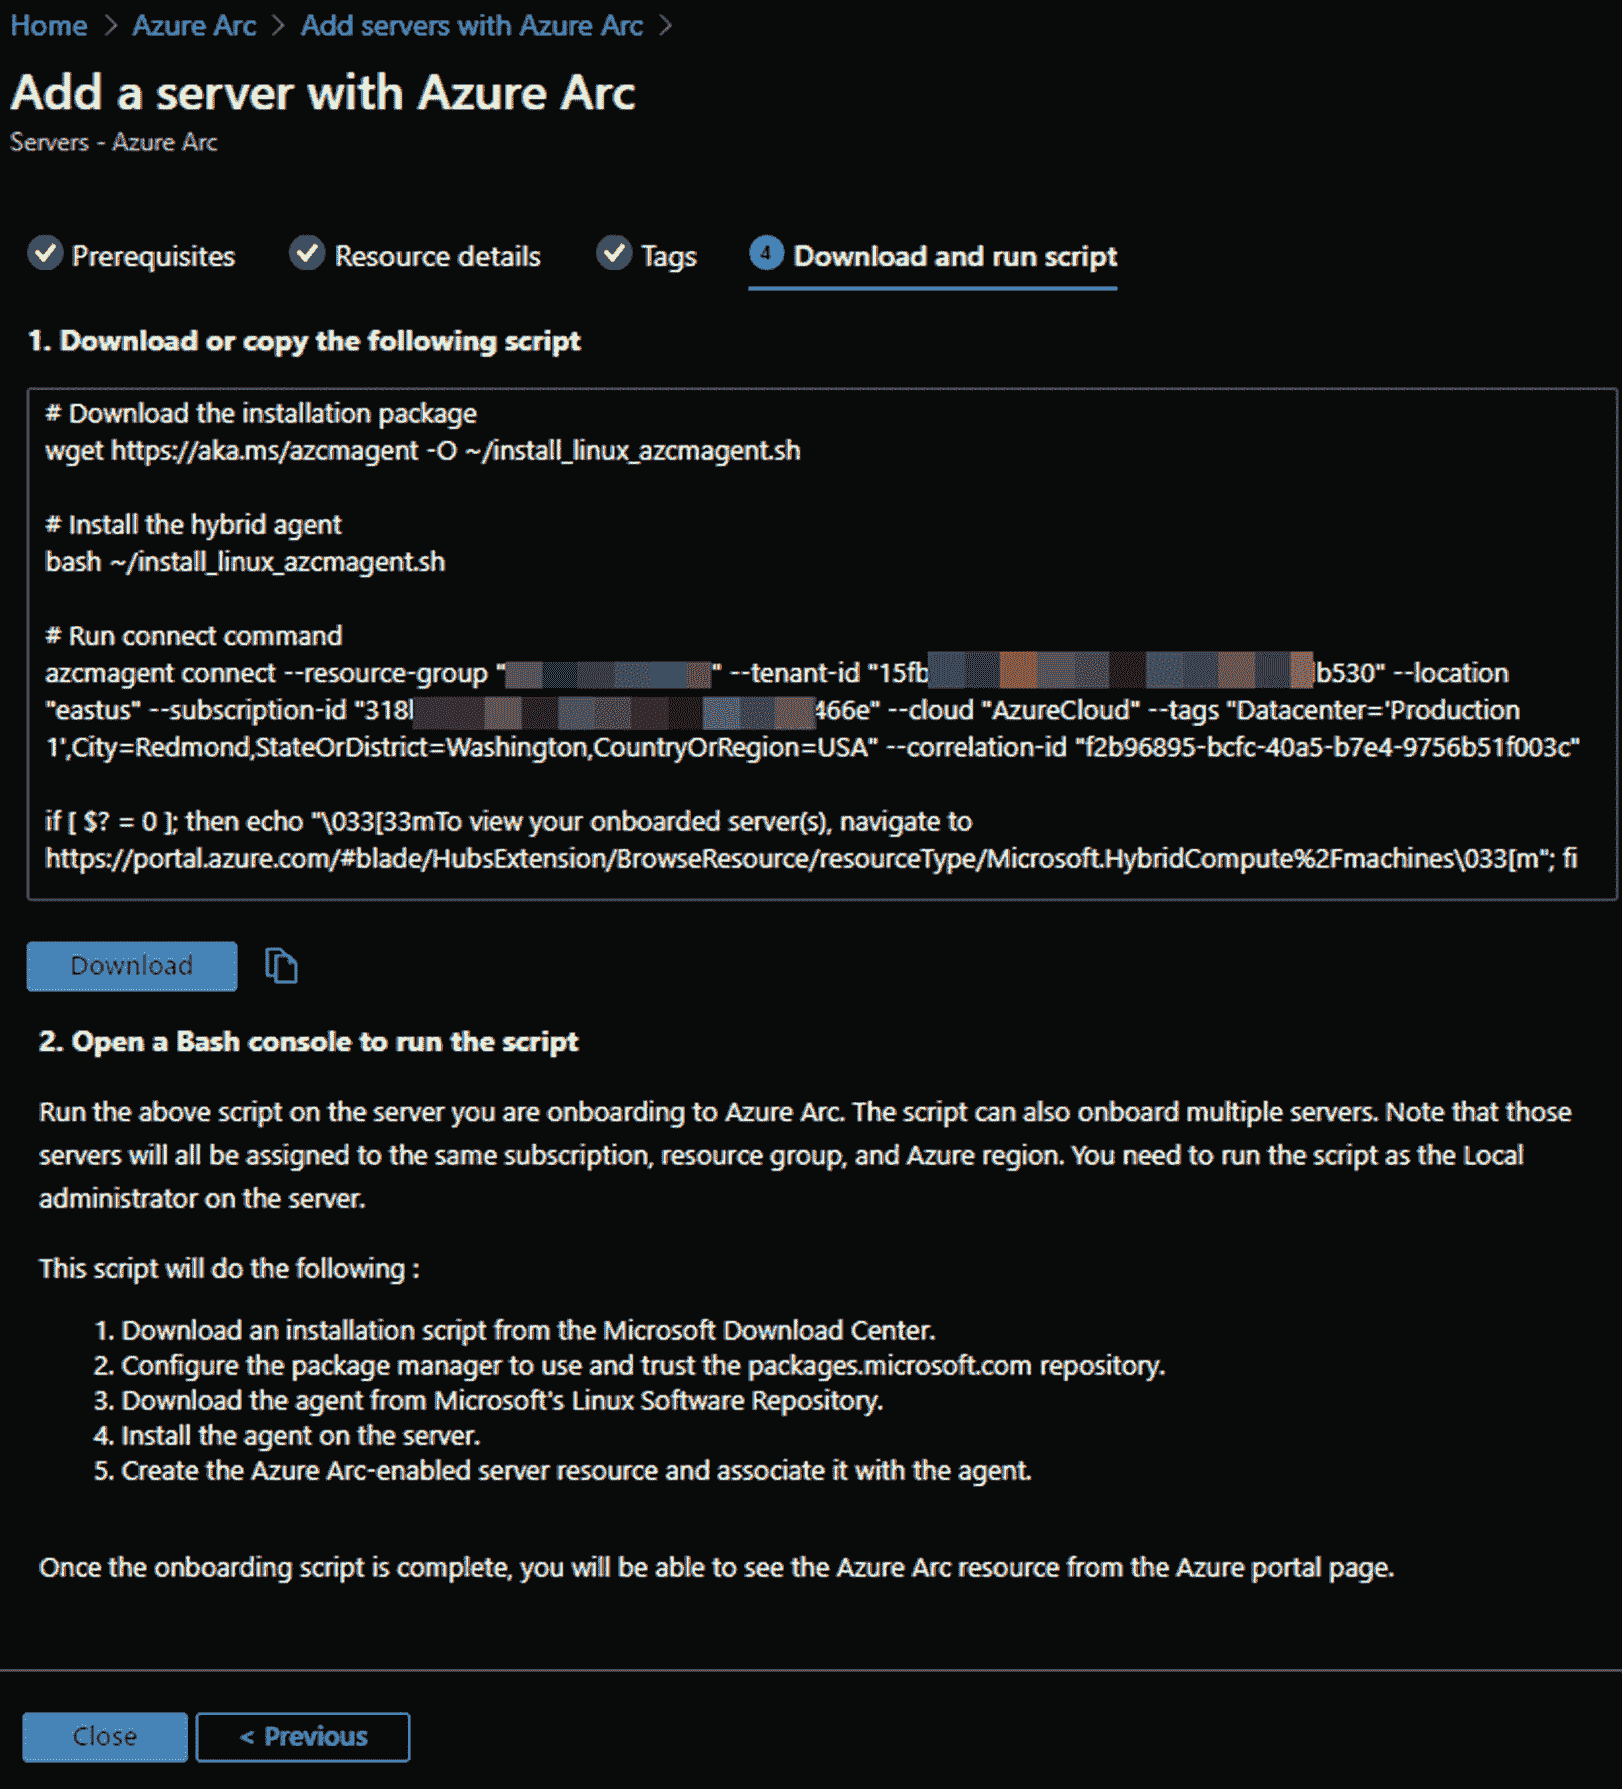 Home > Azure Arc > Add servers with Azure Arc >
Add a server with Azure Arc
Servers - Azure Arc
Prerequisites Resource details Tags 4 Download and run script
1. Download or copy the following script
# Download the installation package
wget https://aka.ms/azcmagent -O ~/install_linux_azcmagent.sh
# Install the hybrid agent
bash ~/install_linux_azcmagent.sh
# Run connect command
azcmagent connect --resource-group "" --tenant-id "15fb b530" --location
"eastus" --subscription-id "318 466e" --cloud "AzureCloud" --tags "Datacenter='Production
1',City=Redmond,StateOrDistrict=Washington,CountryOrRegion=USA" --correlation-id "f2b96895-bcfc-40a5-b7e4-9756b51f003c"
if [ $? = 0 ]; then echo "\033[33mTo view your onboarded server(s), navigate to
https://portal.azure.com/#blade/HubsExtension/BrowseResource/resourceType/Microsoft.HybridCompute%2Fmachines\033[m"; fi
Download
2. Open a Bash console to run the script
Run the above script on the server you are onboarding to Azure Arc. The script can also onboard multiple servers. Note that those
servers will all be assigned to the same subscription, resource group, and Azure region. You need to run the script as the Local
administrator on the server.
This script will do the following :
1. Download an installation script from the Microsoft Download Center.
2. Configure the package manager to use and trust the packages.microsoft.com repository.
3. Download the agent from Microsoft's Linux Software Repository.
4. Install the agent on the server.
5. Create the Azure Arc-enabled server resource and associate it with the agent.
Once the onboarding script is complete, you will be able to see the Azure Arc resource from the Azure portal page.
Close < Previous